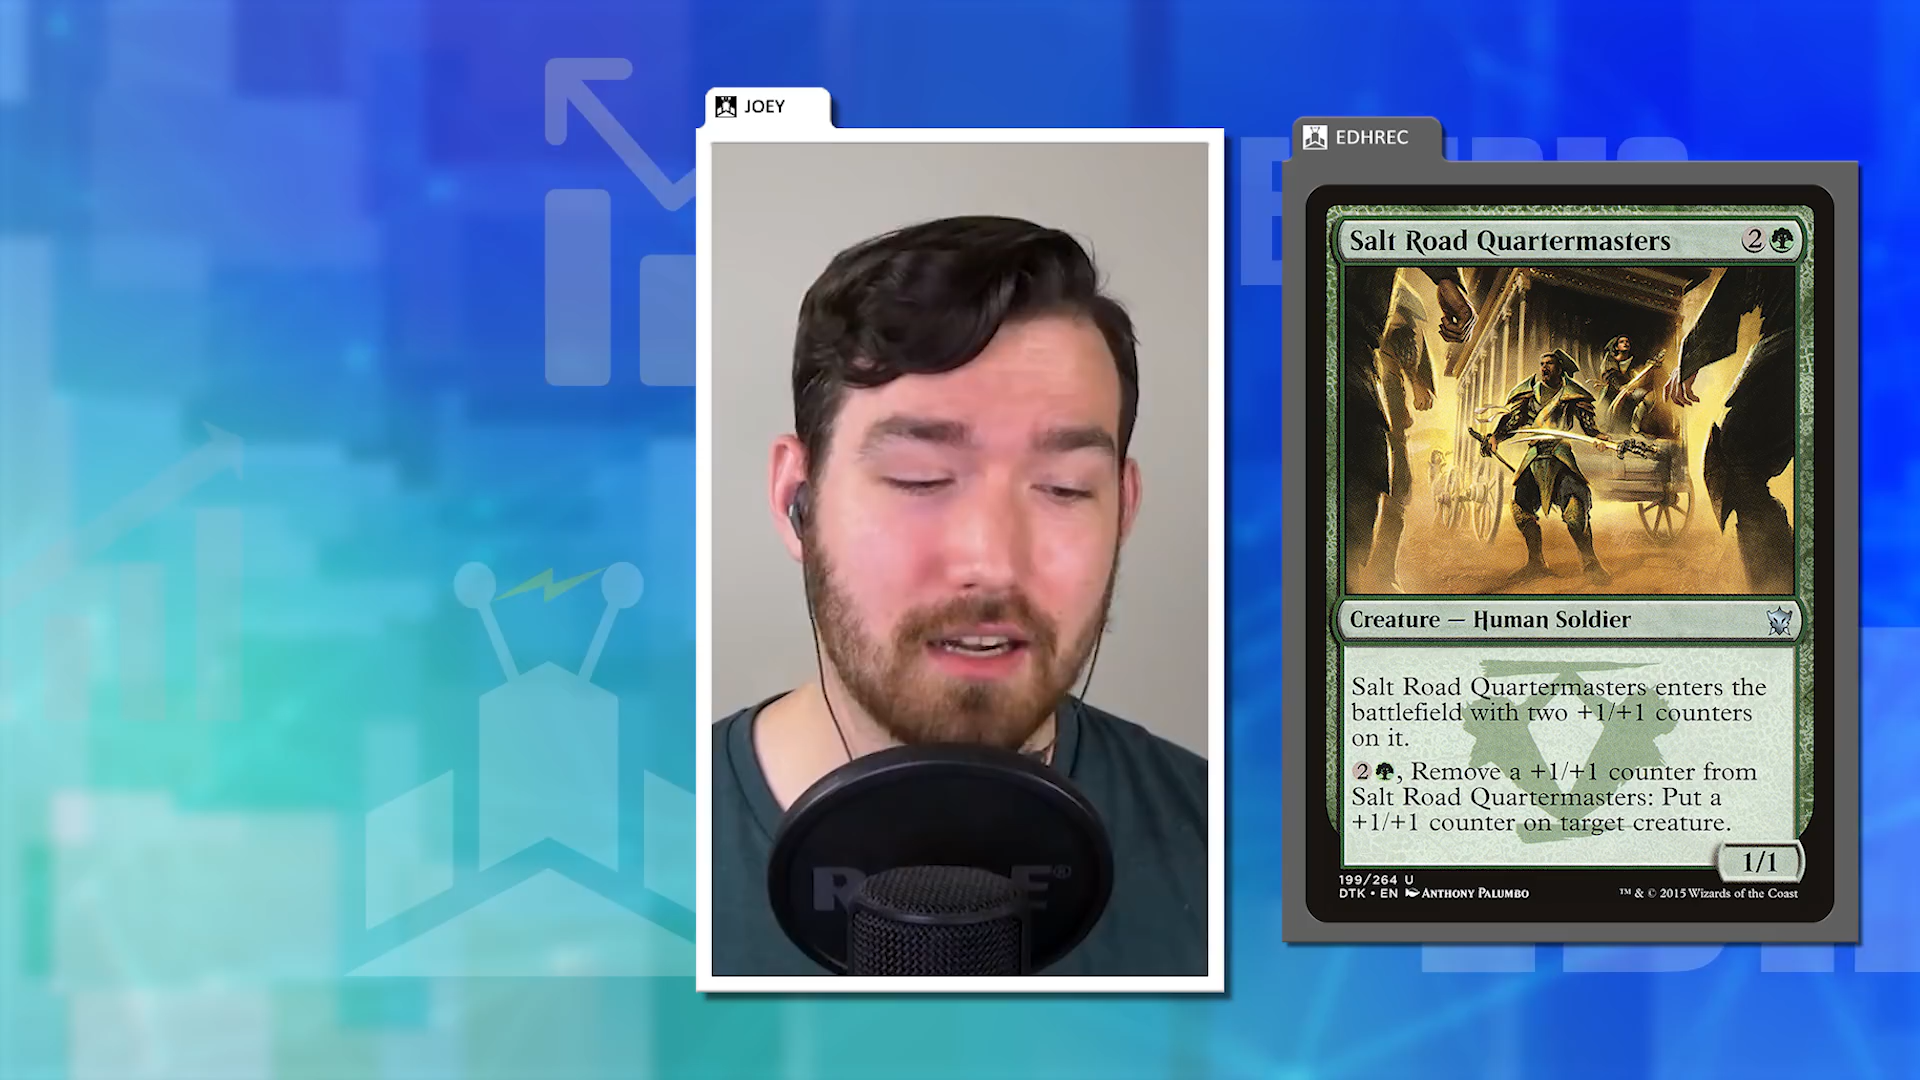 JOEY
EDHREC
Salt Road Quartermasters 2
Creature — Human Soldier
Salt Road Quartermasters enters the
battlefield with two +1/+1 counters
on it.
2, Remove a +1/+1 counter from
Salt Road Quartermasters: Put a
+1/+1 counter on target creature.
1/1
199/264 U
DTK • EN ANTHONY PALUMBO
™ & © 2015 Wizards of the Coast